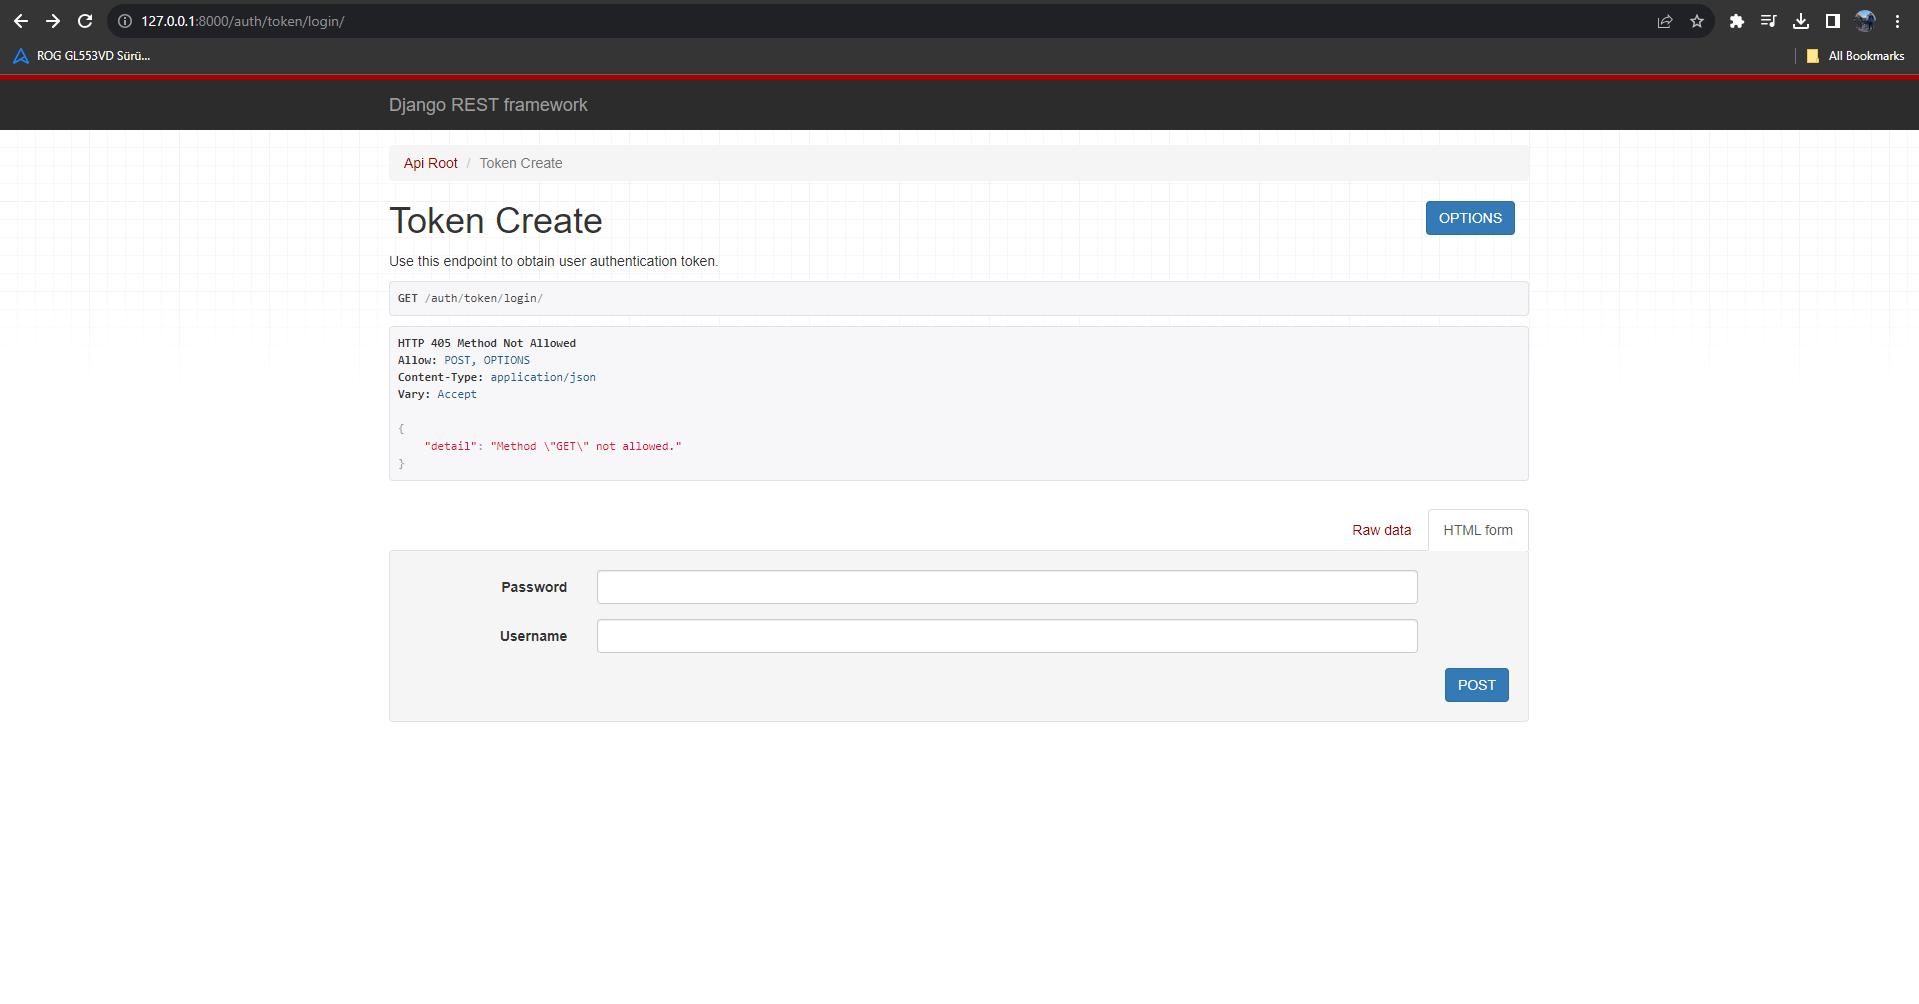 127.0.0.1:8000/auth/token/login/
ROG GL553VD Sürü...
All Bookmarks
Django REST framework
Api Root / Token Create
Token Create
OPTIONS
Use this endpoint to obtain user authentication token.
GET /auth/token/login/
HTTP 405 Method Not Allowed
Allow: POST, OPTIONS
Content-Type: application/json
Vary: Accept
{
"detail": "Method \"GET\" not allowed."
}
Raw data
HTML form
Password
Username
POST